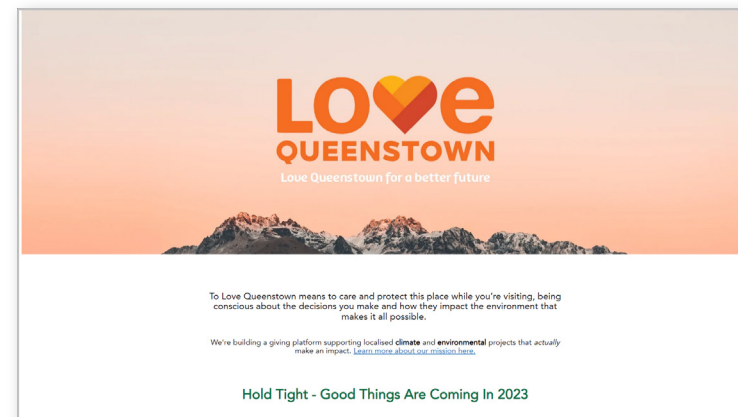 LOVE
QUEENSTOWN
Love Queenstown for a better future
To Love Queenstown means to care and protect this place while you're visiting, being
conscious about the decisions you make and how they impact the environment that
makes it all possible.
We're building a giving platform supporting localised climate and environmental projects that actually
make an impact. Learn more about our mission here.
Hold Tight - Good Things Are Coming In 2023